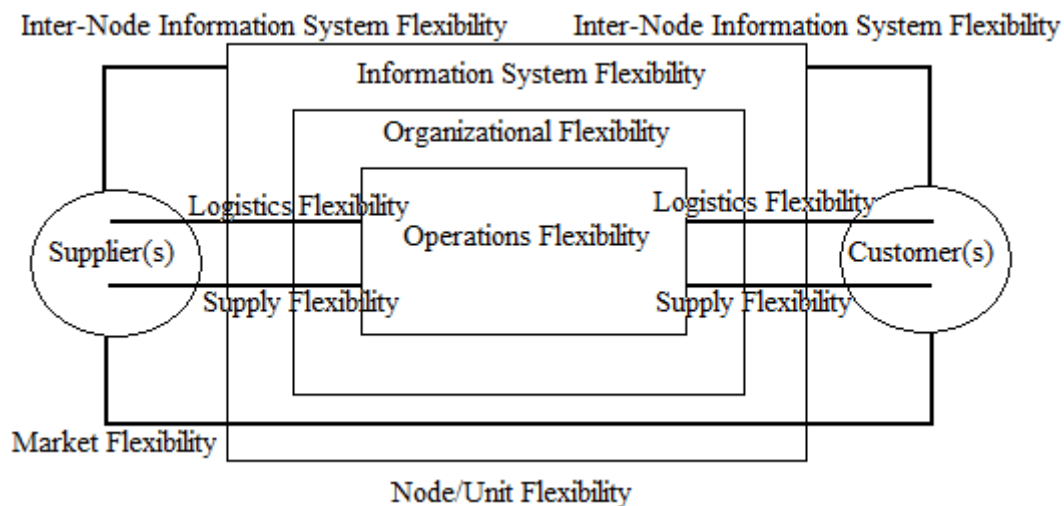 Inter-Node Information System Flexibility
Inter-Node Information System Flexibility
Information System Flexibility
Organizational Flexibility
Logistics Flexibility
Logistics Flexibility
Operations Flexibility
Supplier(s)
Customer(s)
Supply Flexibility
Supply Flexibility
Market Flexibility
Node/Unit Flexibility